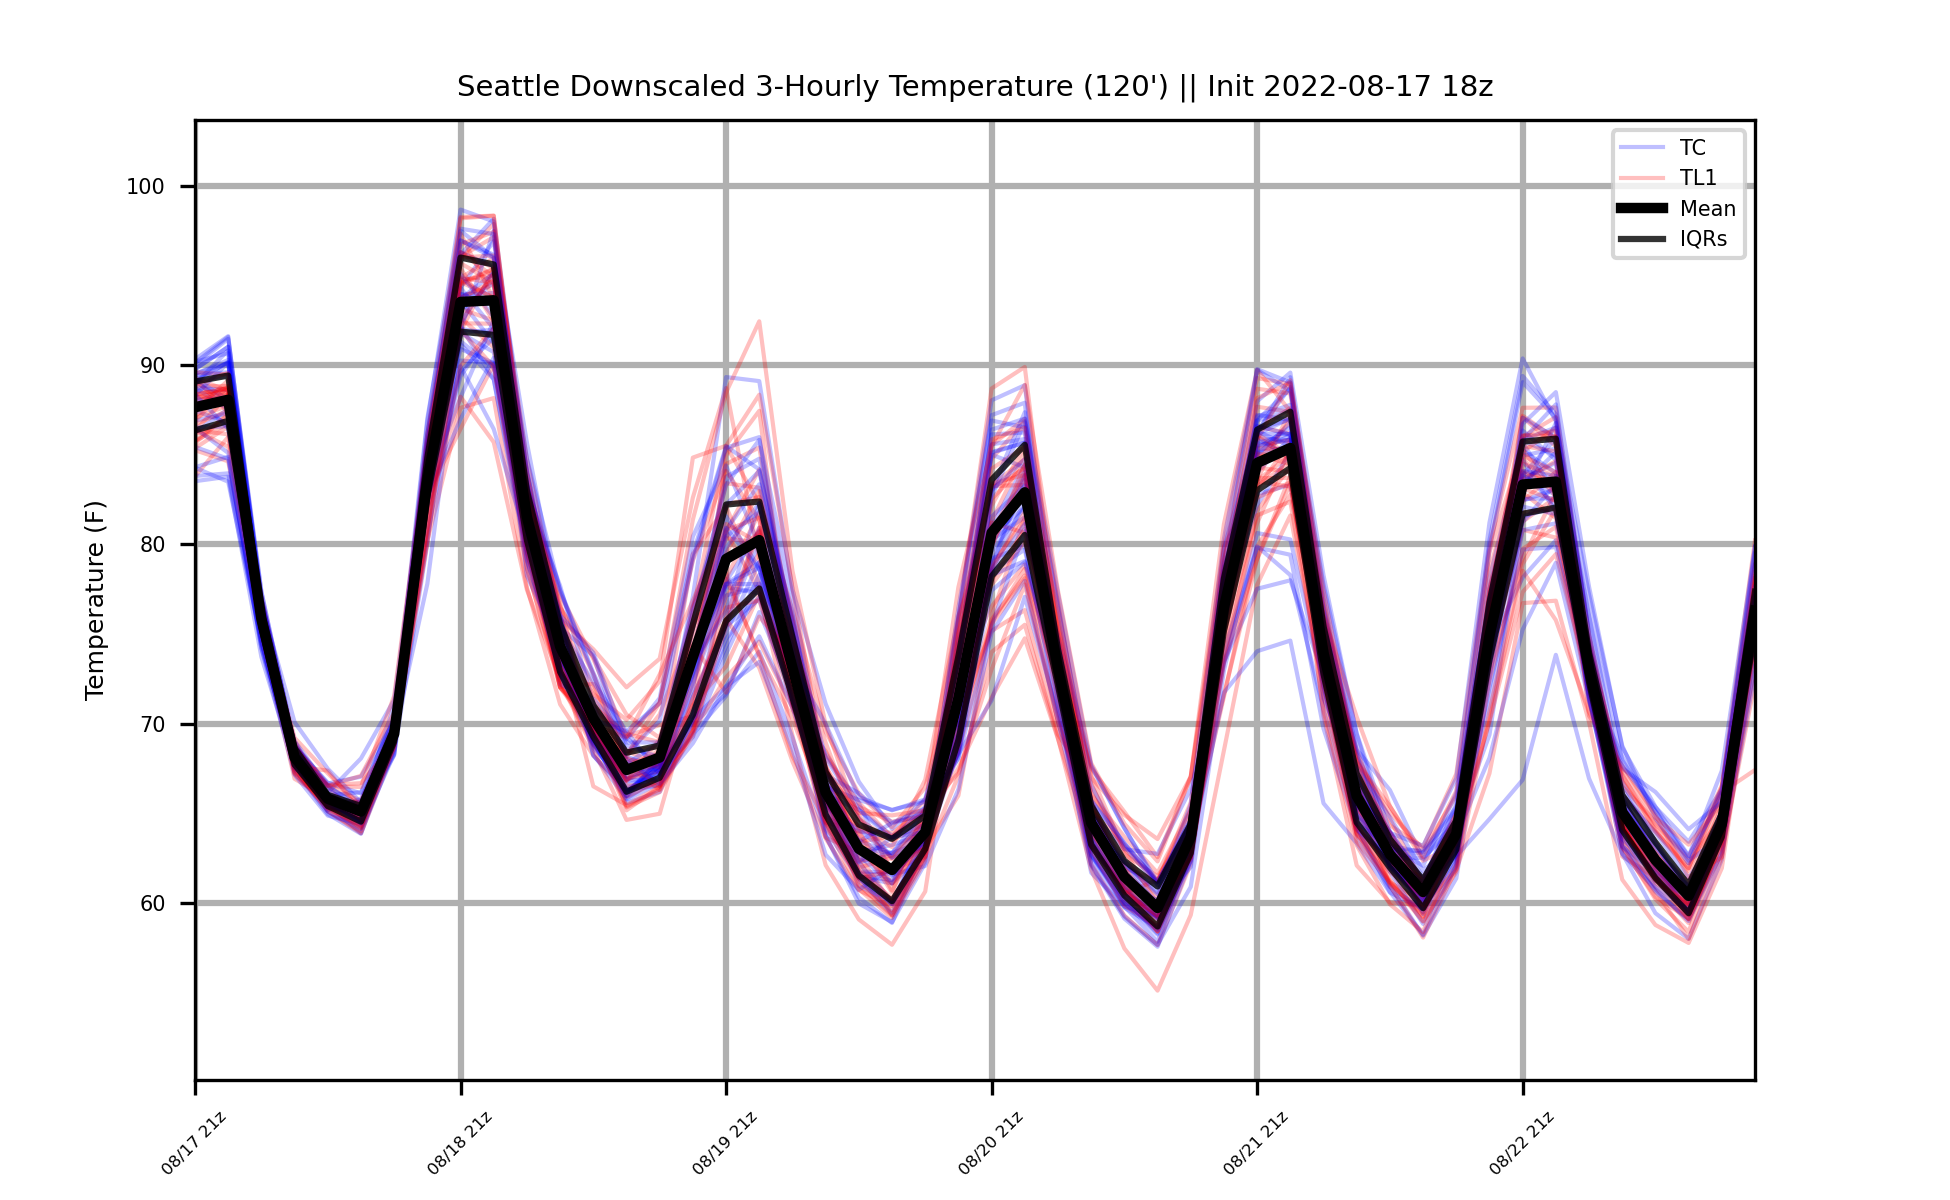 Seattle Downscaled 3-Hourly Temperature (120') || Init 2022-08-17 18z
TC
TL1
Mean
IQRs
Temperature (F)
100
90
80
70
60
08/17 21z
08/18 21z
08/19 21z
08/20 21z
08/21 21z
08/22 21z